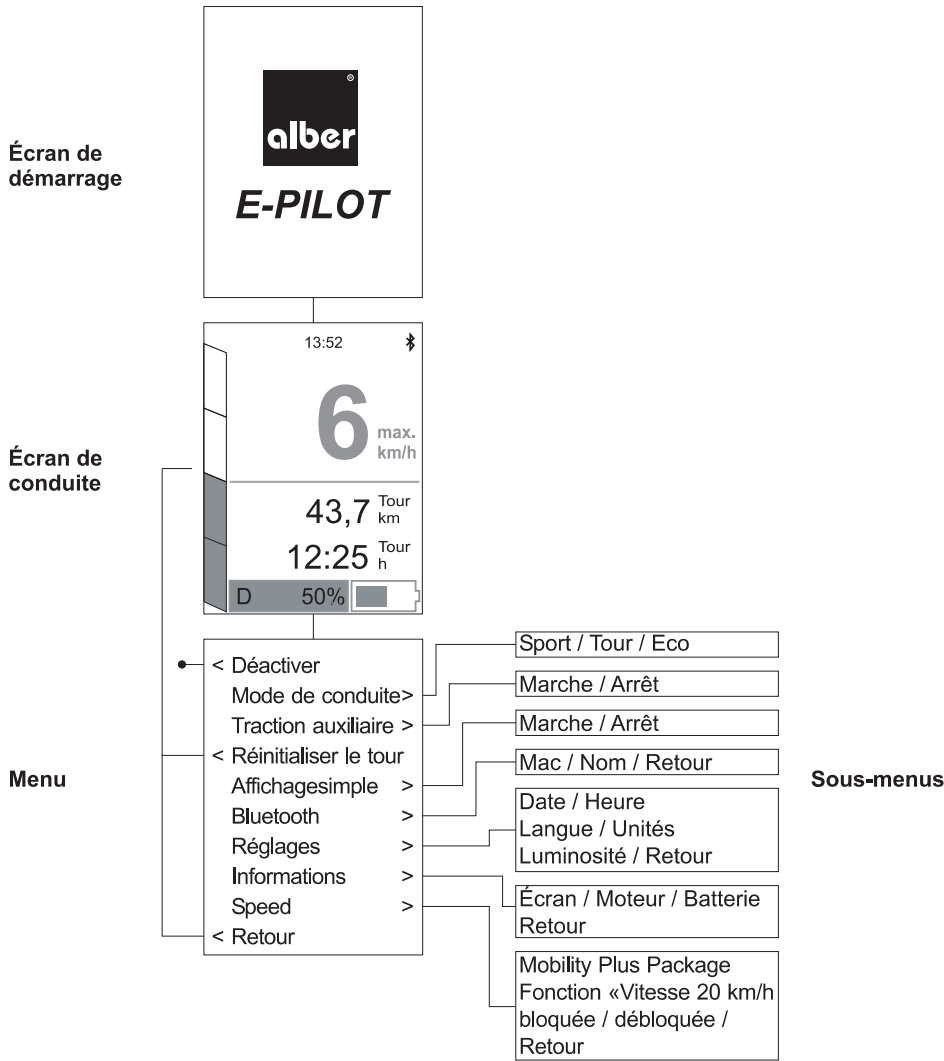 ®
alber
E-PILOT
Écran de
démarrage
13:52
6
max.
km/h
Écran de
conduite
43,7 Tour
km
12:25 Tour
h
D 50%
< Déactiver
Mode de conduite>
Traction auxiliaire >
< Réinitialiser le tour
Affichagesimple >
Bluetooth >
Réglages >
Informations >
Speed >
< Retour
Menu
Sport / Tour / Eco
Marche / Arrêt
Marche / Arrêt
Mac / Nom / Retour
Date / Heure
Langue / Unités
Luminosité / Retour
Écran / Moteur / Batterie
Retour
Mobility Plus Package
Fonction «Vitesse 20 km/h
bloquée / débloquée /
Retour
Sous-menus